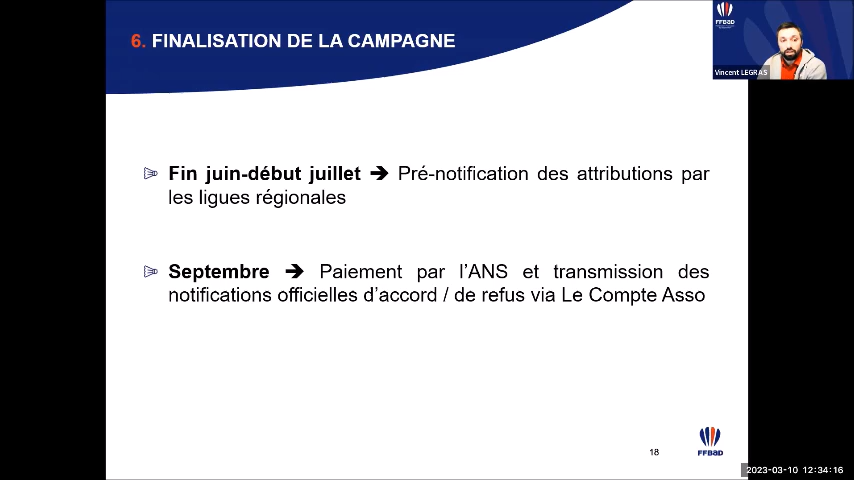 6. FINALISATION DE LA CAMPAGNE
FFBaD
Vincent LEGRAS
Fin juin-début juillet ➔ Pré-notification des attributions par
les ligues régionales
Septembre ➔ Paiement par l'ANS et transmission des
notifications officielles d'accord / de refus via Le Compte Asso
18
FFBaD
2023-03-10 12:34:16